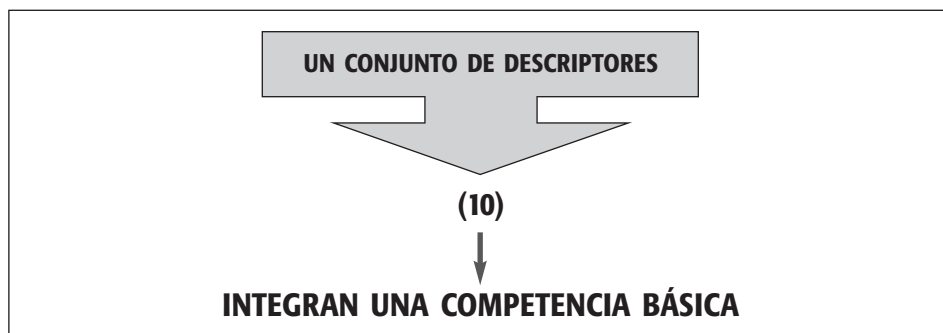 UN CONJUNTO DE DESCRIPTORES
(10)
INTEGRAN UNA COMPETENCIA BÁSICA